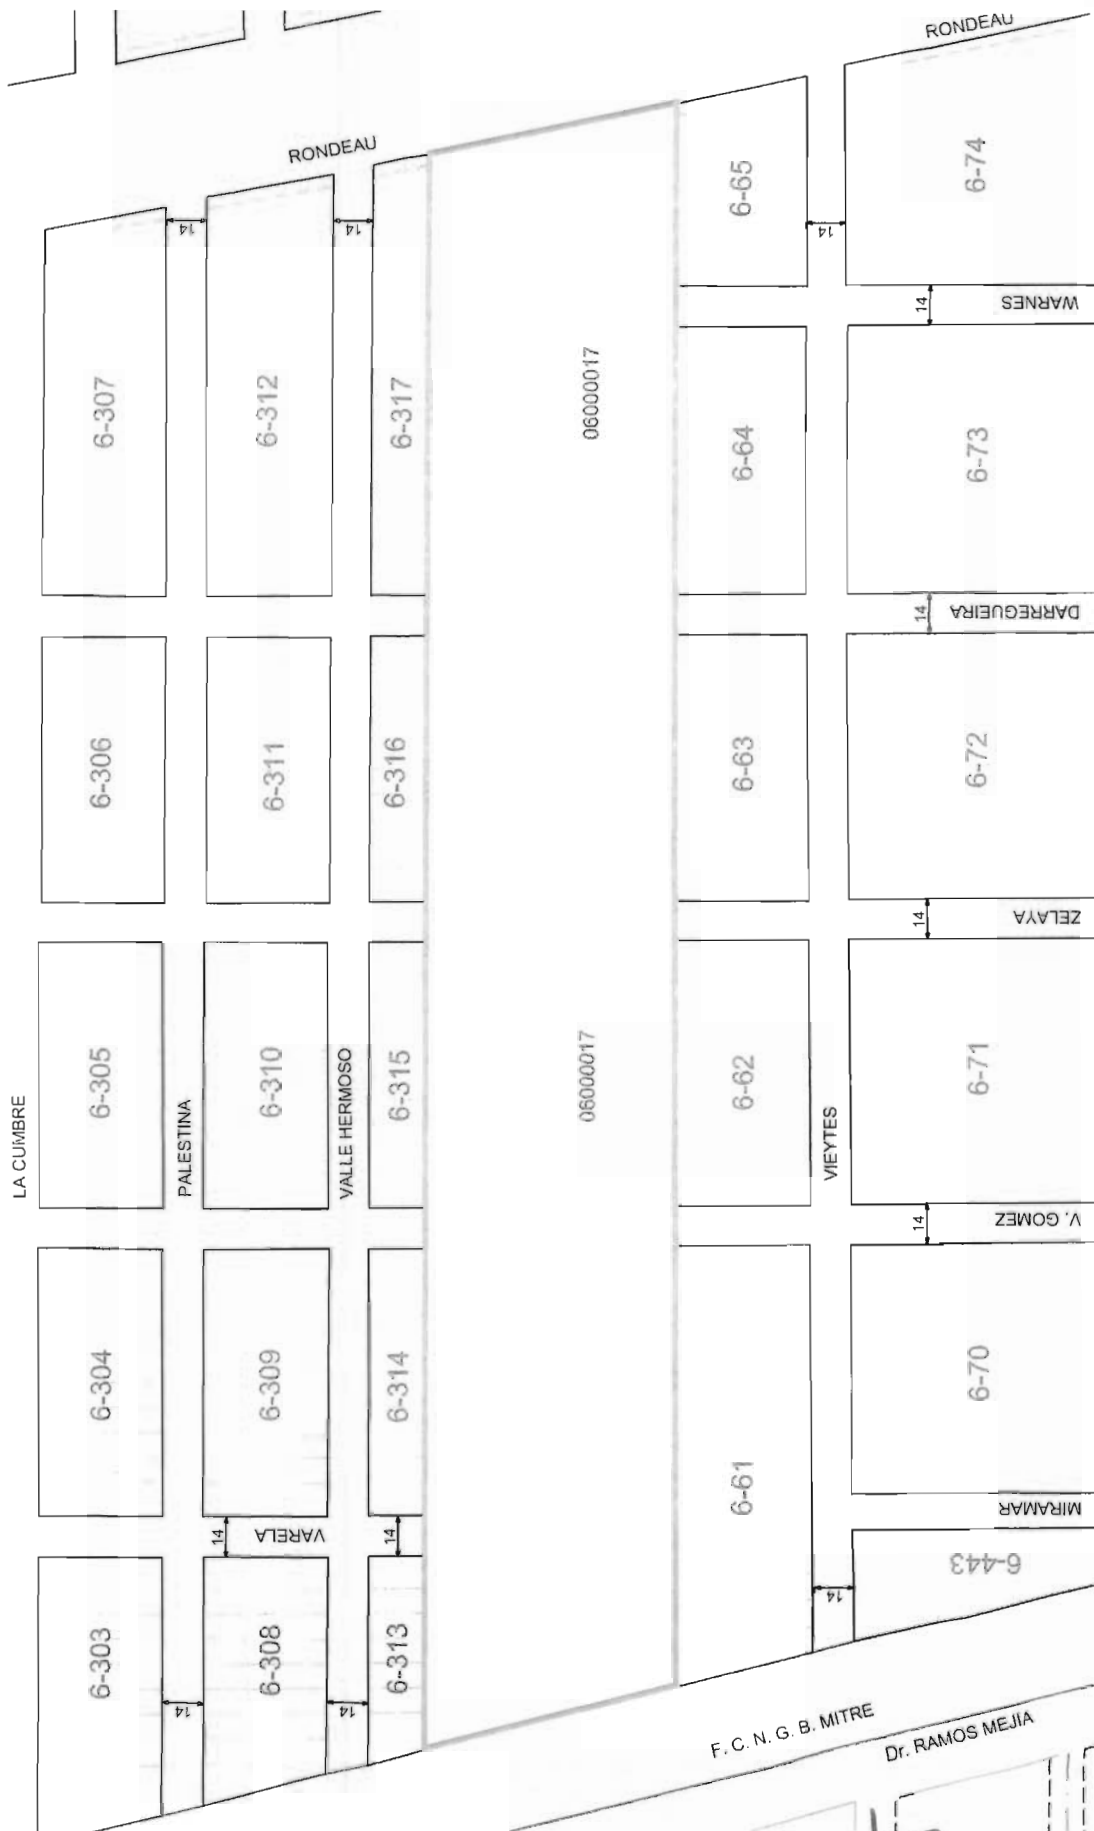 RONDEAU
RONDEAU
6-65
6-74
14
14
14
14
WARNES
6-307
6-312
6-317
06000017
6-64
6-73
14
DARREGUEIRA
6-306
6-311
6-316
6-63
6-72
14
ZELAYA
LA CUMBRE
6-305
PALESTINA
6-310
VALLE HERMOSO
6-315
06000017
6-62
VIEYTES
6-71
14
V. GOMEZ
6-304
6-309
6-314
6-61
6-70
MIRAMAR
14
VARELA
14
6-443
14
6-303
6-308
6-313
14
14
F. C. N. G. B. MITRE
Dr. RAMOS MEJIA